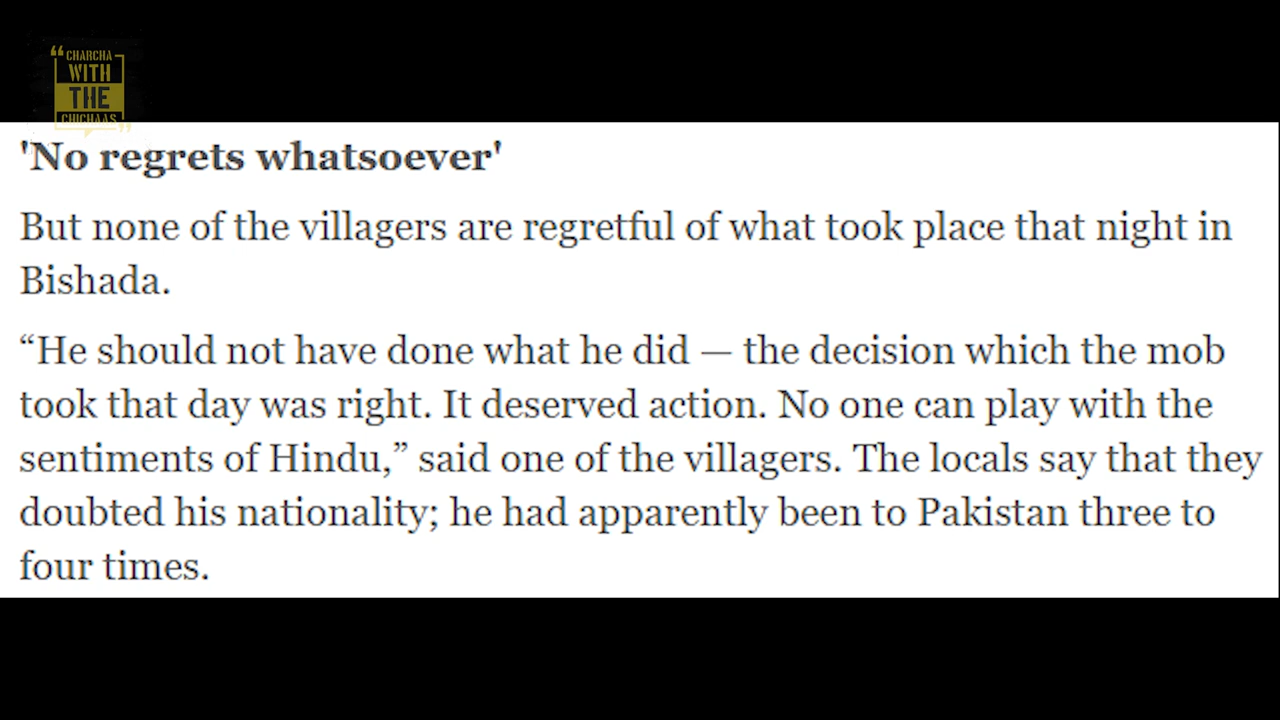 “CHARCHA
WITH
THE
CHICHAAS”
'No regrets whatsoever'
But none of the villagers are regretful of what took place that night in
Bishada.
“He should not have done what he did — the decision which the mob
took that day was right. It deserved action. No one can play with the
sentiments of Hindu,” said one of the villagers. The locals say that they
doubted his nationality; he had apparently been to Pakistan three to
four times.